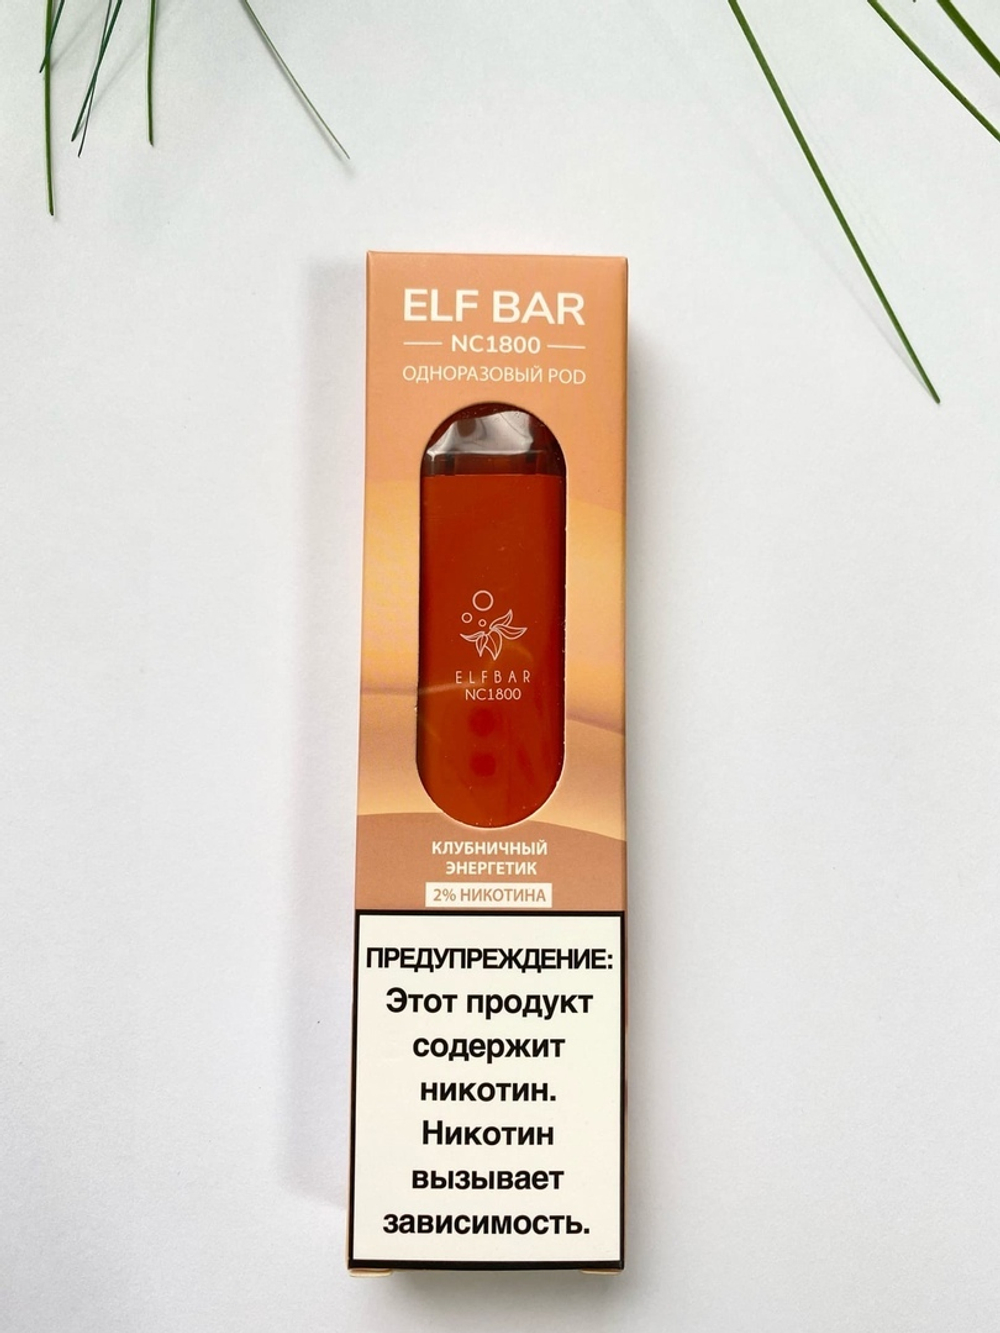 ELF BAR
NC1800
ОДНОРАЗОВЫЙ POD
ELFBAR
NC1800
КЛУБНИЧНЫЙ
ЭНЕРГЕТИК
2% НИКОТИНА
ПРЕДУПРЕЖДЕНИЕ:
Этот продукт
содержит
никотин.
Никотин
вызывает
зависимость.